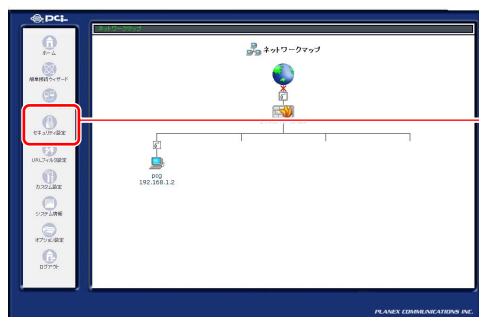 PCI
ネットワークマップ
ホーム
ネットワークマップ
簡単接続ウィザード
セキュリティ設定
URLフィルタ設定
カスタム設定
pcg
192.168.1.2
システム情報
オプション設定
ログアウト
PLANEX COMMUNICATIONS INC.